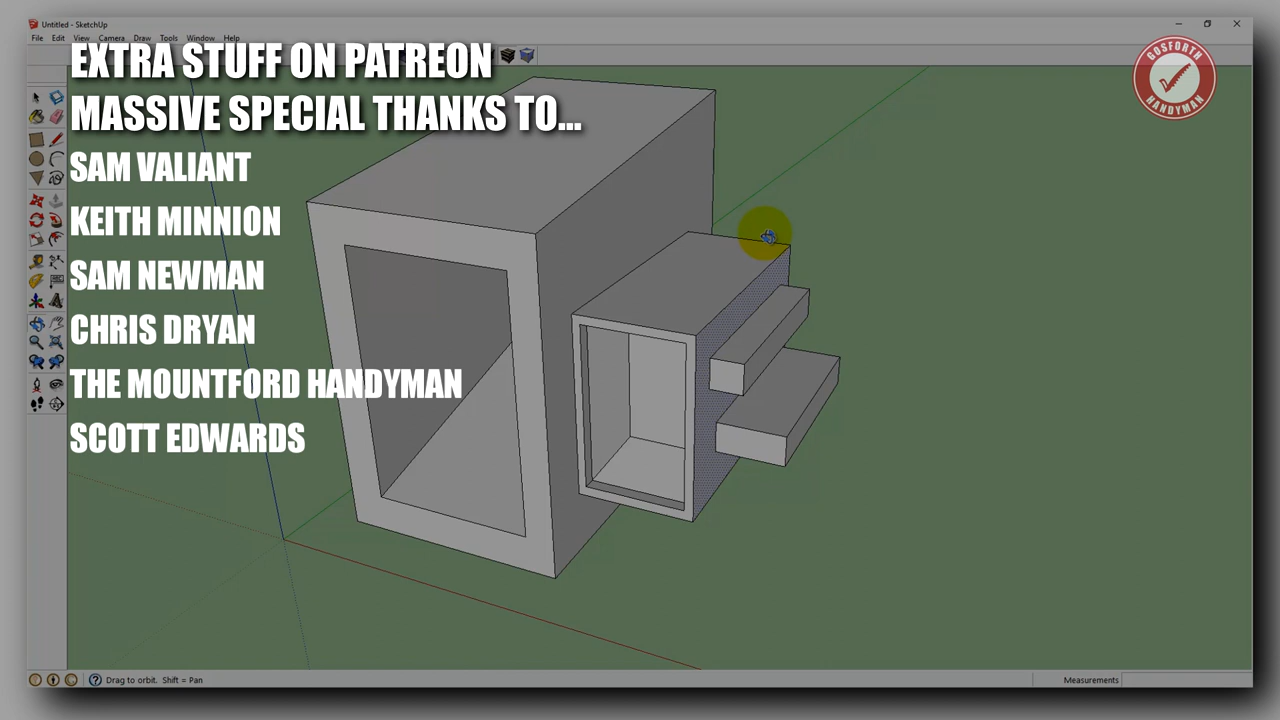 Untitled - SketchUp
File Edit View Camera Draw Tools Window Help
EXTRA STUFF ON PATREON
MASSIVE SPECIAL THANKS TO...
SAM VALIANT
KEITH MINNION
SAM NEWMAN
CHRIS DRYAN
THE MOUNTFORD HANDYMAN
SCOTT EDWARDS
GOSFORTH
HANDYMAN
Drag to orbit. Shift = Pan
Measurements